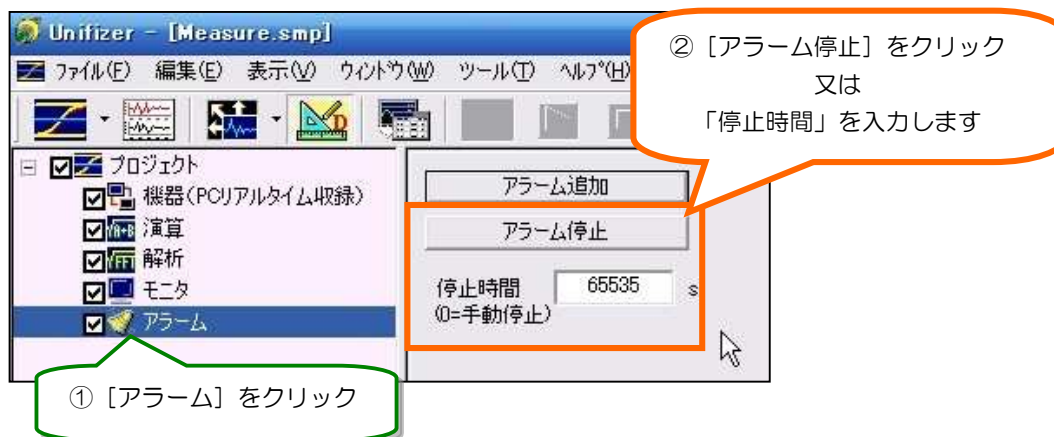 Unifizer - [Measure.smp]
ファイル(F) 編集(E) 表示(V) ウィンドウ(W) ツール(T) ヘルプ(H)
② [アラーム停止] をクリック
又は
「停止時間」を入力します
プロジェクト
機器(PCリアルタイム収録)
演算
解析
モニタ
アラーム
アラーム追加
アラーム停止
停止時間 65535 s
(0=手動停止)
① [アラーム] をクリック